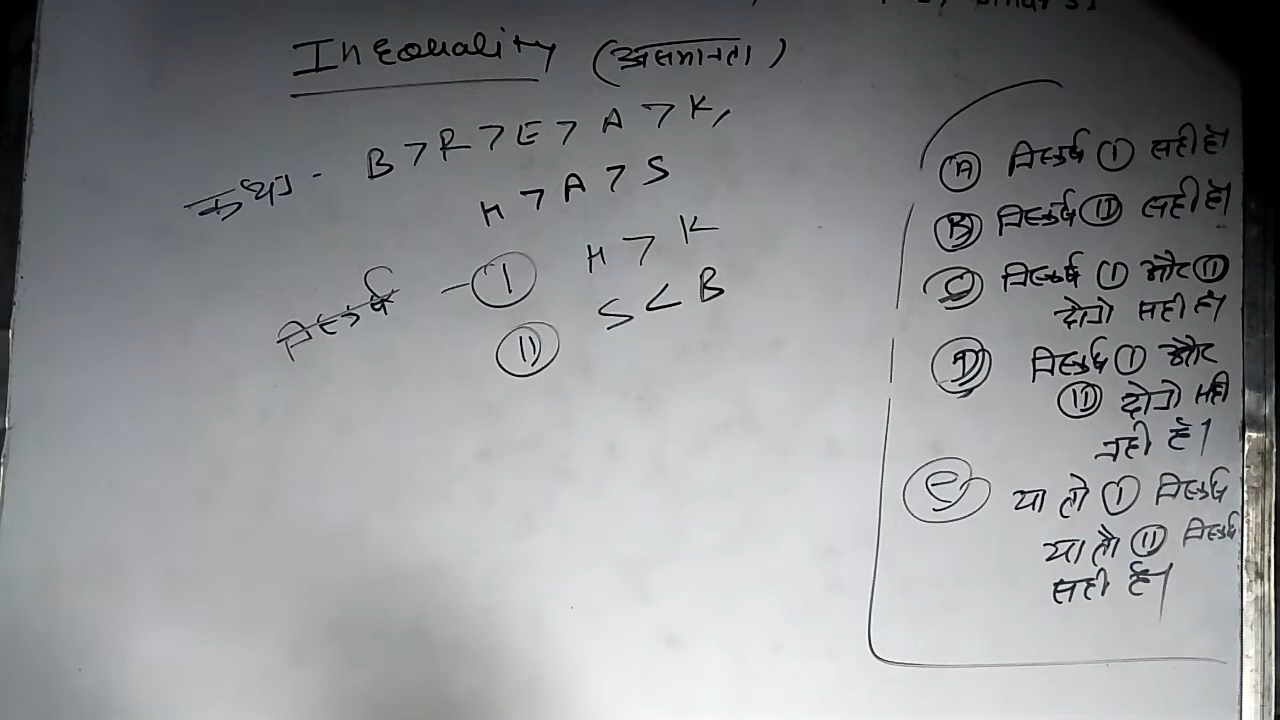 Inequality (असमानता)
कथन - B > R > E > A > K,
H > A > S
निष्कर्ष - I H > K
II S < B
A निष्कर्ष I सही है।
B निष्कर्ष II सही है।
C निष्कर्ष I और II
दोनो सही है।
D निष्कर्ष I और
II दोनो सही
नही है।
E या तो I निष्कर्ष
या तो II निष्कर्ष
सही है।